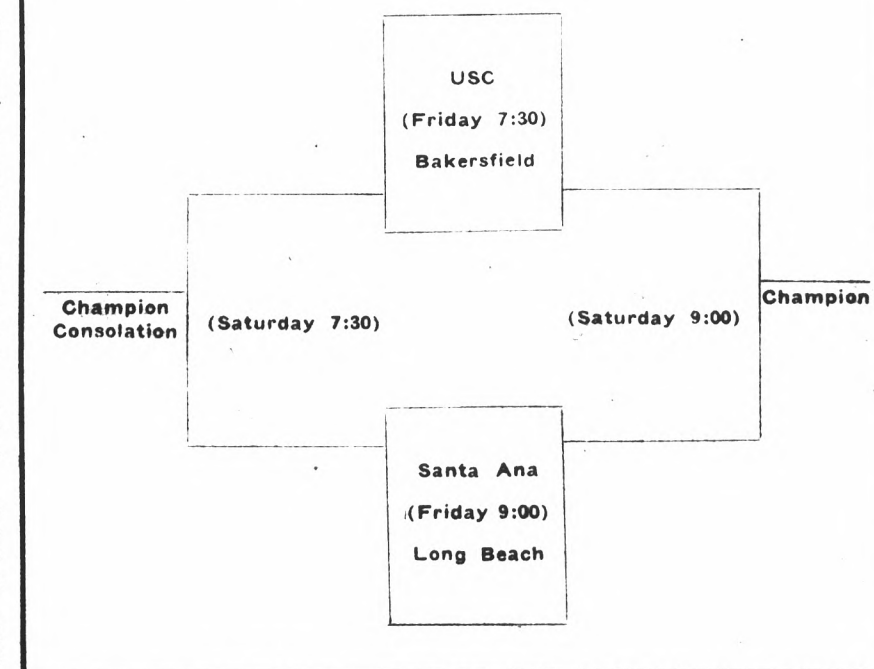 USC
(Friday 7:30)
Bakersfield
Champion
Consolation
(Saturday 7:30)
(Saturday 9:00)
Champion
Santa Ana
(Friday 9:00)
Long Beach